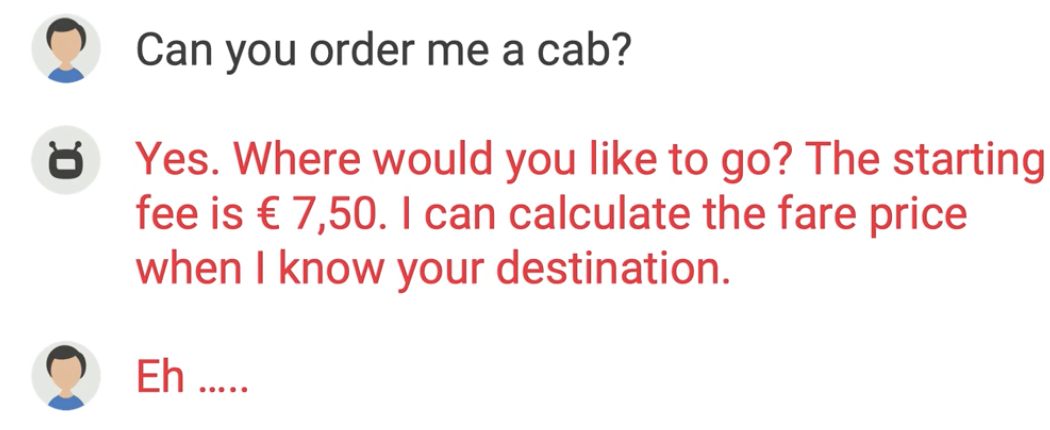 Can you order me a cab?
Yes. Where would you like to go? The starting
fee is € 7,50. I can calculate the fare price
when I know your destination.
Eh .....